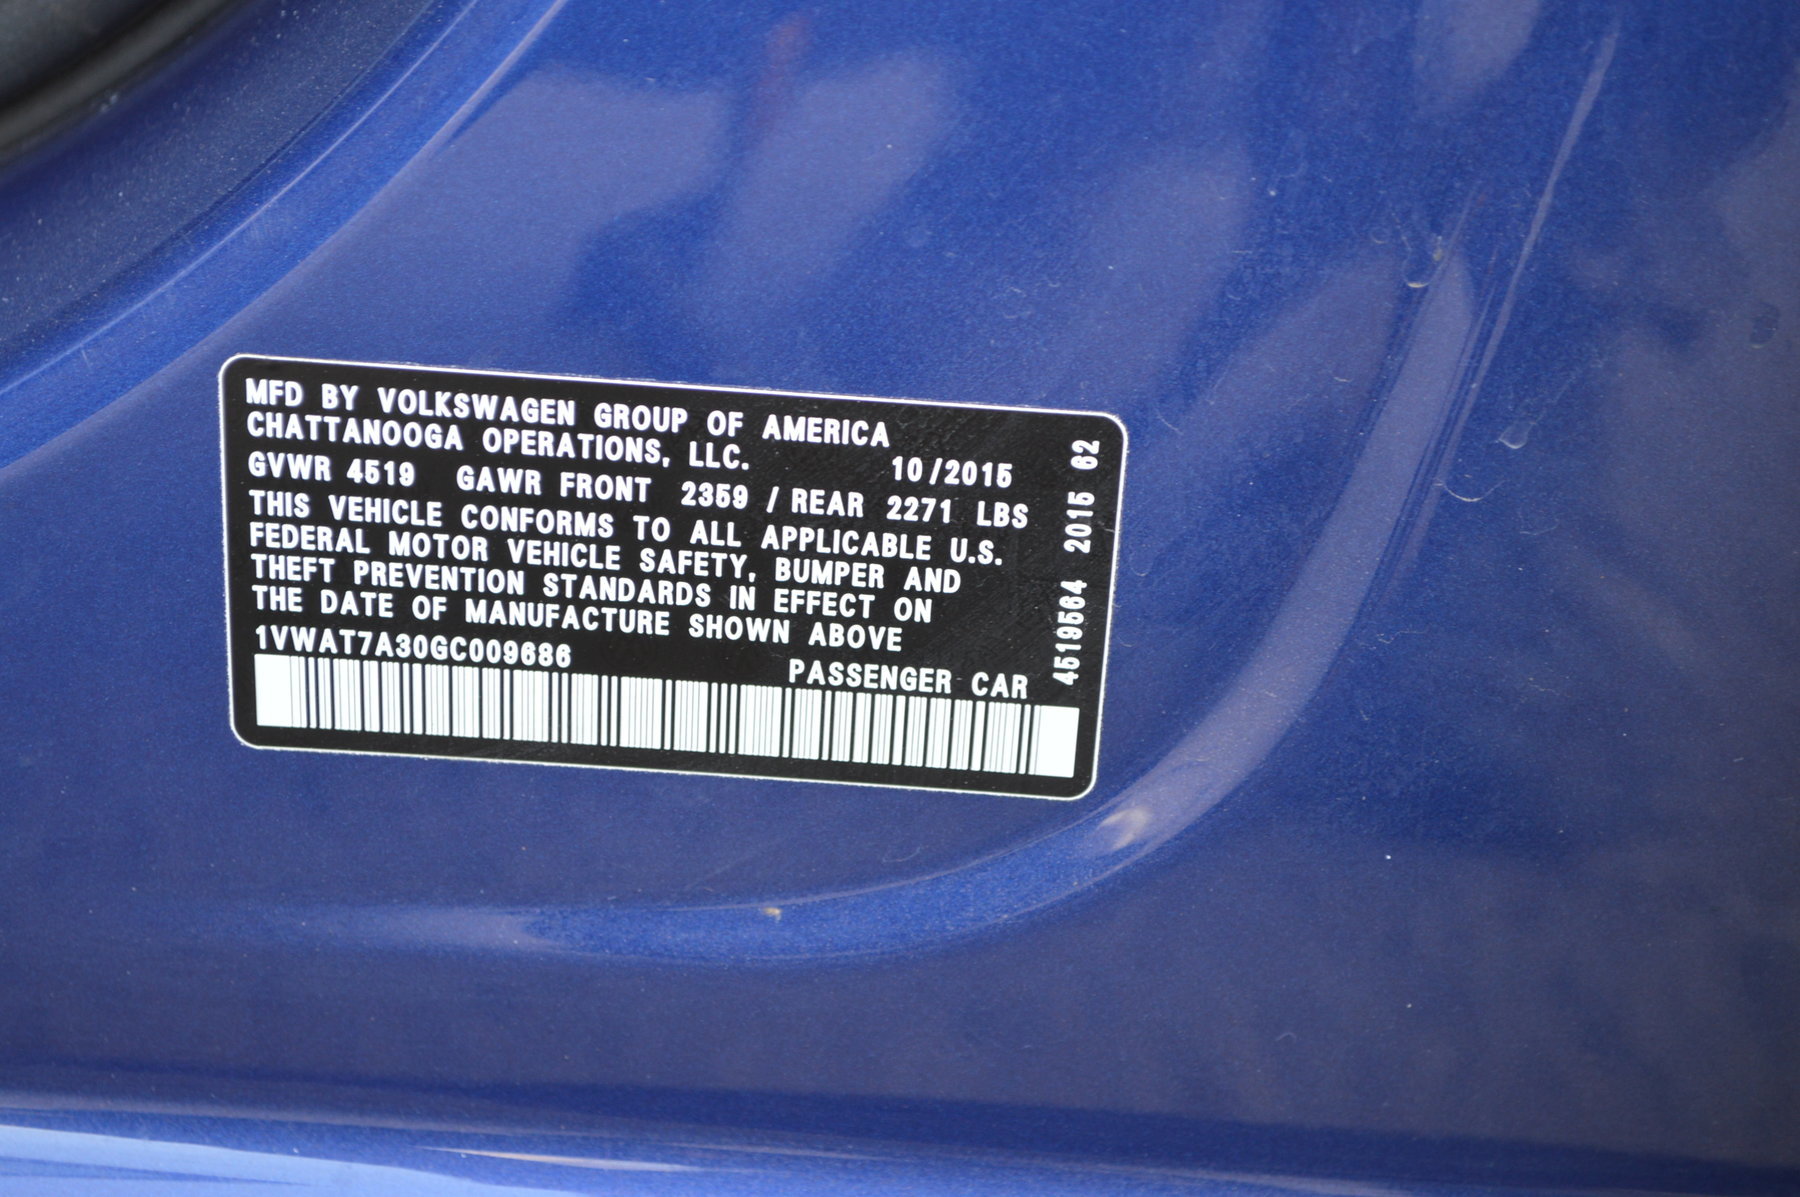 MFD BY VOLKSWAGEN GROUP OF AMERICA
CHATTANOOGA OPERATIONS, LLC. 10/2015
GVWR 4519 GAWR FRONT 2359 / REAR 2271 LBS
THIS VEHICLE CONFORMS TO ALL APPLICABLE U.S.
FEDERAL MOTOR VEHICLE SAFETY, BUMPER AND
THEFT PREVENTION STANDARDS IN EFFECT ON
THE DATE OF MANUFACTURE SHOWN ABOVE
1VWAT7A30GC009686 PASSENGER CAR
4519564 2015 62